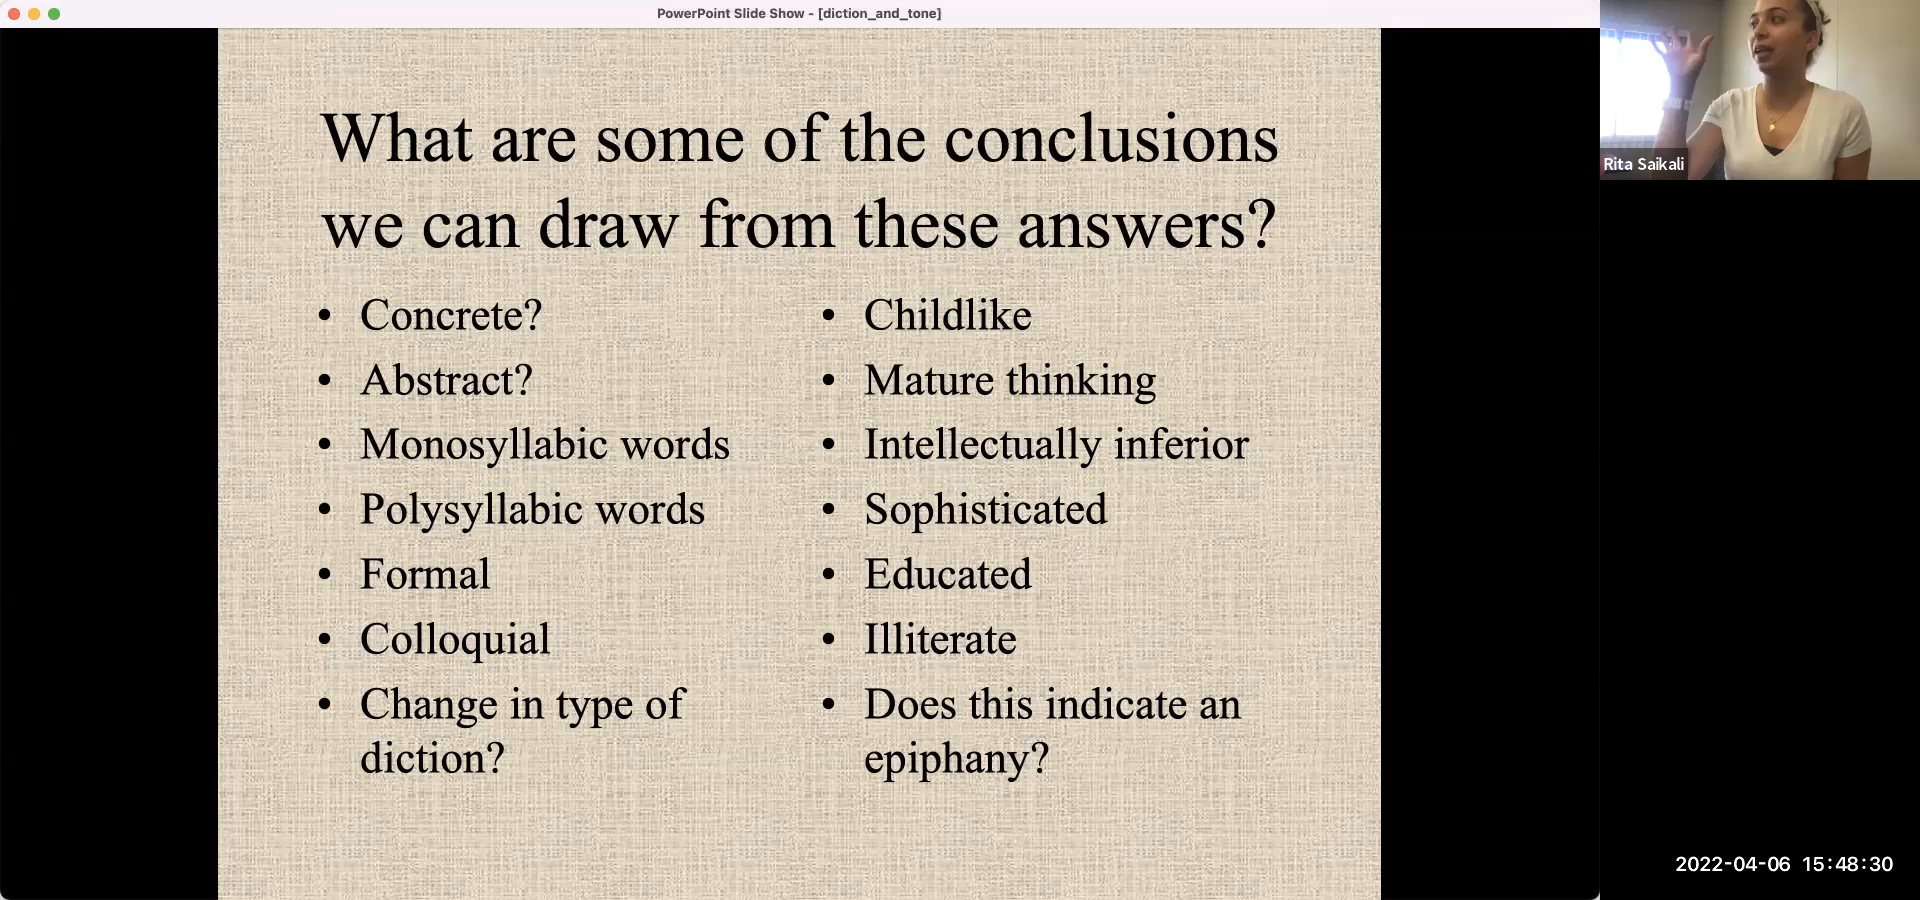 PowerPoint Slide Show - [diction_and_tone]
What are some of the conclusions
we can draw from these answers?
• Concrete?
• Abstract?
• Monosyllabic words
• Polysyllabic words
• Formal
• Colloquial
• Change in type of
diction?
• Childlike
• Mature thinking
• Intellectually inferior
• Sophisticated
• Educated
• Illiterate
• Does this indicate an
epiphany?
Rita Saikali
2022-04-06 15:48:30